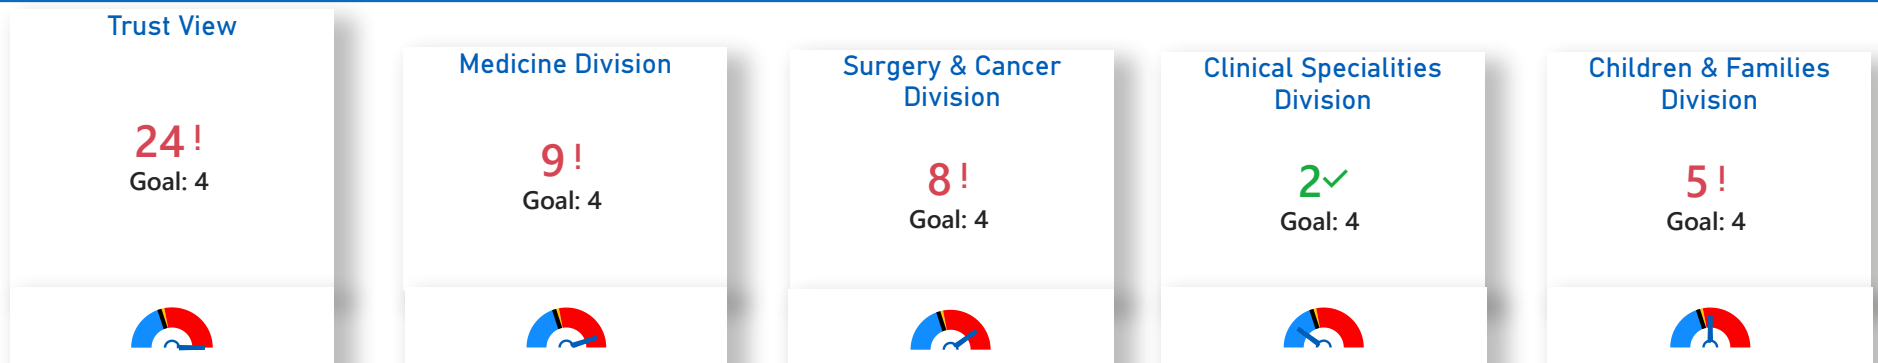 Trust View
24!
Goal: 4
Medicine Division
9!
Goal: 4
Surgery & Cancer
Division
8!
Goal: 4
Clinical Specialities
Division
2✓
Goal: 4
Children & Families
Division
5!
Goal: 4